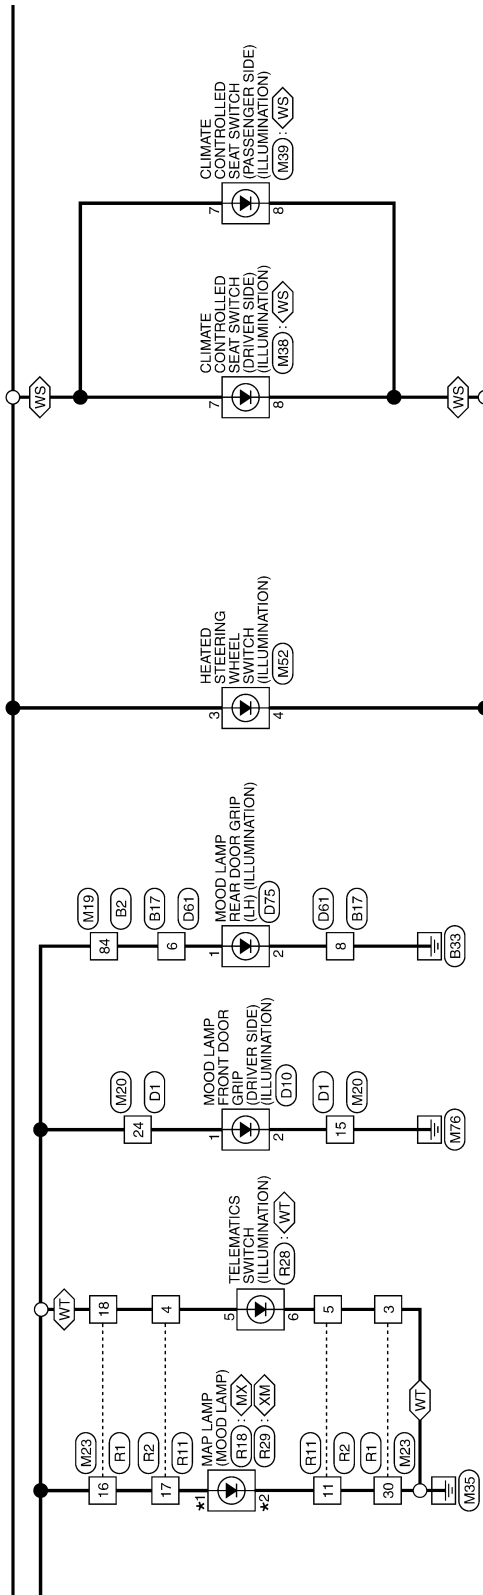 MAP LAMP
(MOOD LAMP)
R18 : MX
R29 : XM
M23
16
R1
R2
17
R11
*1
*2
R11
11
R2
R1
30
M23
M35
WT
WT
18
4
TELEMATICS
SWITCH
(ILLUMINATION)
R28 : WT
5
6
5
3
M20
24
D1
MOOD LAMP
FRONT DOOR
GRIP
(DRIVER SIDE)
(ILLUMINATION)
D10
1
2
D1
15
M20
M76
M19
84
B2
B17
6
D61
MOOD LAMP
REAR DOOR GRIP
(LH) (ILLUMINATION)
D75
1
2
D61
8
B17
B33
HEATED
STEERING
WHEEL
SWITCH
(ILLUMINATION)
M52
3
4
WS
CLIMATE
CONTROLLED
SEAT SWITCH
(DRIVER SIDE)
(ILLUMINATION)
M38 : WS
7
8
WS
CLIMATE
CONTROLLED
SEAT SWITCH
(PASSENGER SIDE)
(ILLUMINATION)
M39 : WS
7
8